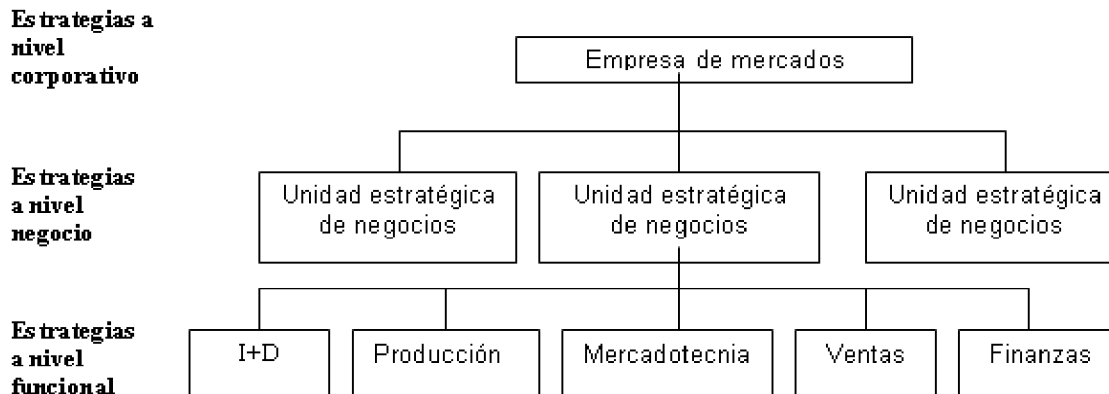 Estrategias a
nivel
corporativo
Empresa de mercados
Estrategias
a nivel
negocio
Unidad estratégica
de negocios
Unidad estratégica
de negocios
Unidad estratégica
de negocios
Estrategias
a nivel
funcional
I+D
Producción
Mercadotecnia
Ventas
Finanzas